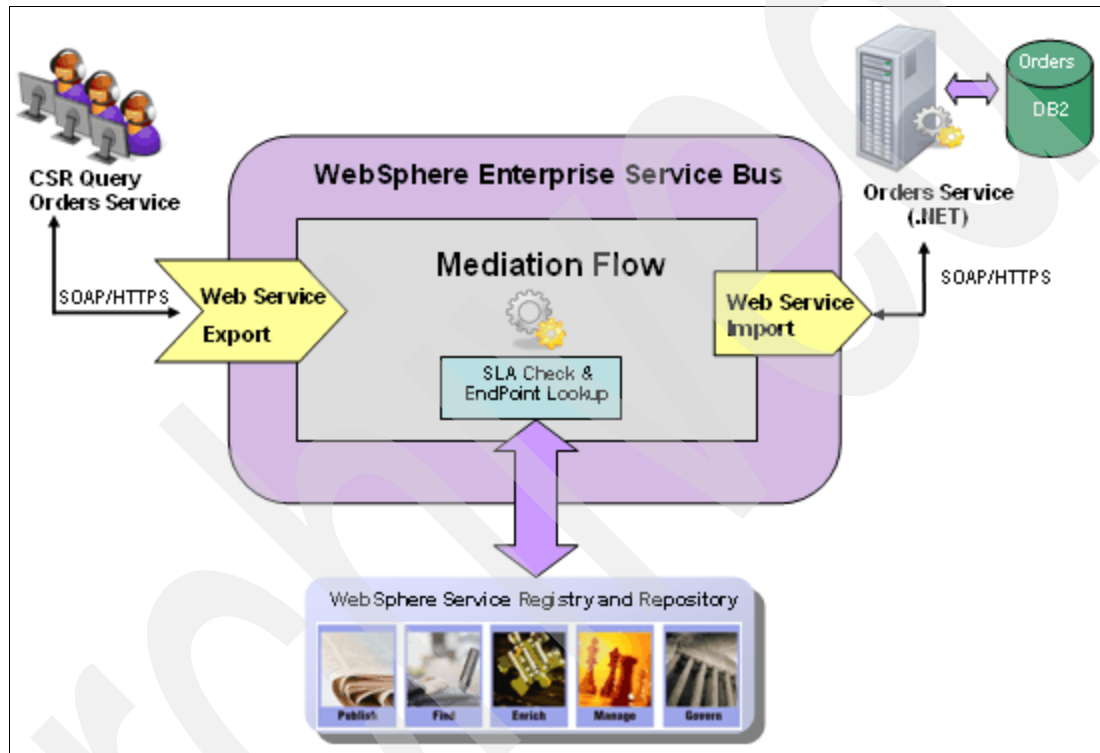 CSR Query
Orders Service
SOAP/HTTPS
WebSphere Enterprise Service Bus
Mediation Flow
Web Service
Export
SLA Check &
EndPoint Lookup
Web Service
Import
Orders
DB2
Orders Service
(.NET)
SOAP/HTTPS
WebSphere Service Registry and Repository
Publish
Find
Enrich
Manage
Govern